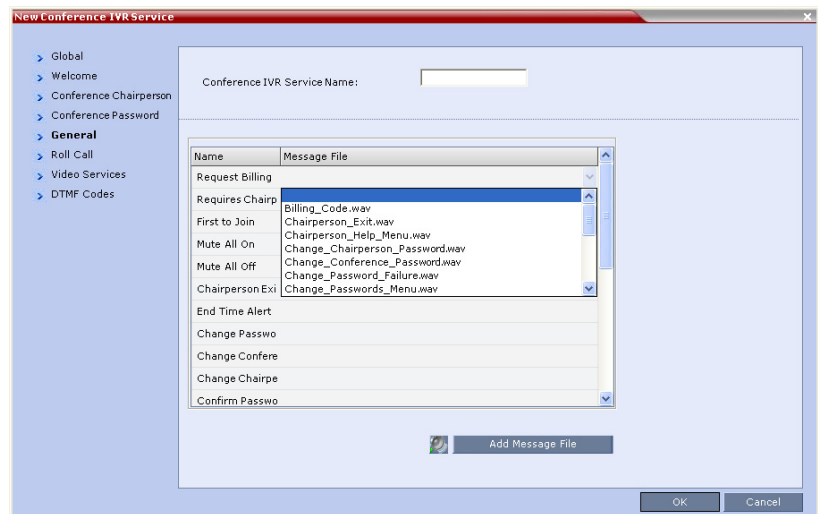 New Conference IVR Service
Global
Welcome
Conference Chairperson
Conference Password
General
Roll Call
Video Services
DTMF Codes
Conference IVR Service Name:
Name Message File
Request Billing
Requires Chairp
First to Join
Mute All On
Mute All Off
Chairperson Exi
End Time Alert
Change Passwo
Change Confere
Change Chairpe
Confirm Passwo
Billing_Code.wav
Chairperson_Exit.wav
Chairperson_Help_Menu.wav
Change_Chairperson_Password.wav
Change_Conference_Password.wav
Change_Password_Failure.wav
Change_Passwords_Menu.wav
Add Message File
OK Cancel